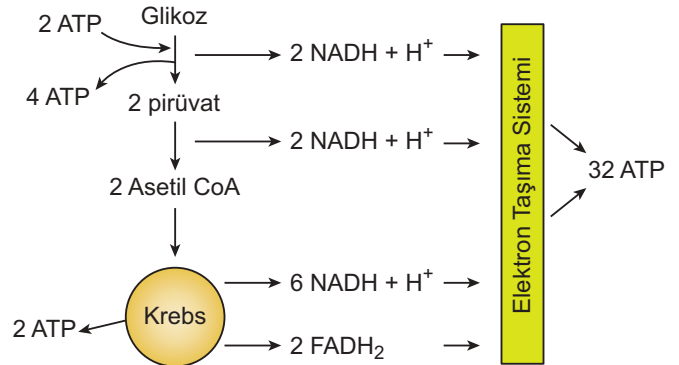 Glikoz
2 ATP
2 NADH + H+
4 ATP
2 pirüvat
2 NADH + H+
2 Asetil CoA
Elektron Taşıma Sistemi
32 ATP
6 NADH + H+
Krebs
2 ATP
2 FADH2